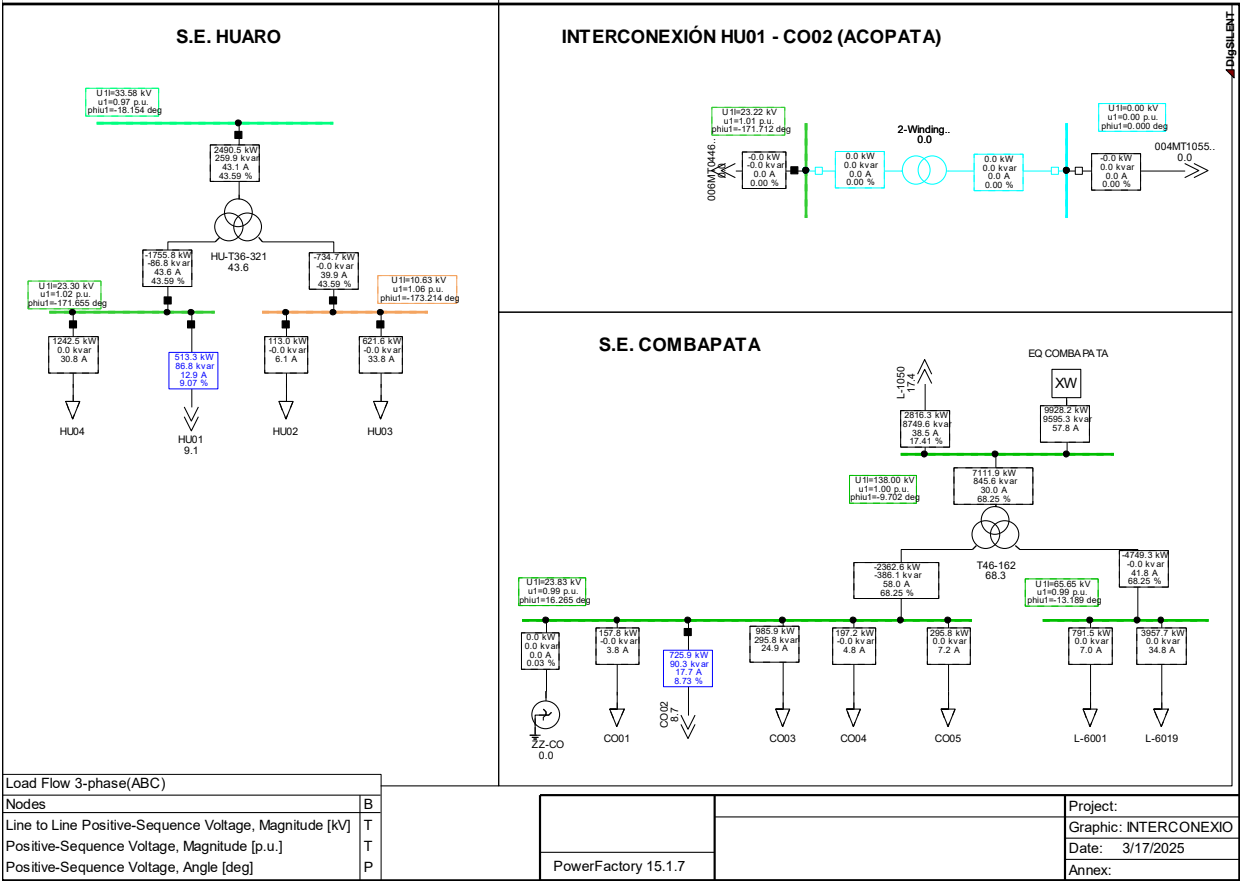 S.E. HUARO
U1l=33.58 kV
u1=0.97 p.u.
phiu1=-18.154 deg
2490.5 kW
259.9 kvar
43.1 A
43.59 %
HU-T36-321
43.6
-1755.8 kW
-86.8 kvar
43.6 A
43.59 %
-734.7 kW
-0.0 kvar
39.9 A
43.59 %
U1l=23.30 kV
u1=1.02 p.u.
phiu1=-171.655 deg
U1l=10.63 kV
u1=1.06 p.u.
phiu1=-173.214 deg
1242.5 kW
0.0 kvar
30.8 A
513.3 kW
86.8 kvar
12.9 A
9.07 %
113.0 kW
-0.0 kvar
6.1 A
621.6 kW
-0.0 kvar
33.8 A
HU04
HU01
9.1
HU02
HU03
INTERCONEXIÓN HU01 - CO02 (ACOPATA)
DIgSILENT
U1l=23.22 kV
u1=1.01 p.u.
phiu1=-171.712 deg
006MT0446..
-0.0 kW
-0.0 kvar
0.0 A
0.00 %
0.0 kW
0.0 kvar
0.0 A
0.00 %
2-Winding..
0.0
0.0 kW
0.0 kvar
0.0 A
0.00 %
U1l=0.00 kV
u1=0.00 p.u.
phiu1=0.000 deg
-0.0 kW
0.0 kvar
0.0 A
0.00 %
004MT1055..
0.0
S.E. COMBAPATA
L-1050
17.4
EQ COMBAPATA
XW
2816.3 kW
8749.6 kvar
38.5 A
17.41 %
9928.2 kW
9595.3 kvar
57.8 A
U1l=138.00 kV
u1=1.00 p.u.
phiu1=-9.702 deg
7111.9 kW
845.6 kvar
30.0 A
68.25 %
T46-162
68.3
-2362.6 kW
-386.1 kvar
58.0 A
68.25 %
-4749.3 kW
-0.0 kvar
41.8 A
68.25 %
U1l=23.83 kV
u1=0.99 p.u.
phiu1=16.265 deg
U1l=65.65 kV
u1=0.99 p.u.
phiu1=-13.189 deg
0.0 kW
0.0 kvar
0.0 A
0.03 %
157.8 kW
-0.0 kvar
3.8 A
725.9 kW
90.3 kvar
17.7 A
8.73 %
985.9 kW
295.8 kvar
24.9 A
197.2 kW
-0.0 kvar
4.8 A
295.8 kW
0.0 kvar
7.2 A
791.5 kW
0.0 kvar
7.0 A
3957.7 kW
0.0 kvar
34.8 A
ZZ-CO
0.0
CO01
CO02
8.7
CO03
CO04
CO05
L-6001
L-6019
Load Flow 3-phase(ABC)
Nodes B
Line to Line Positive-Sequence Voltage, Magnitude [kV] T
Positive-Sequence Voltage, Magnitude [p.u.] T
Positive-Sequence Voltage, Angle [deg] P
PowerFactory 15.1.7
Project:
Graphic: INTERCONEXIO
Date: 3/17/2025
Annex: